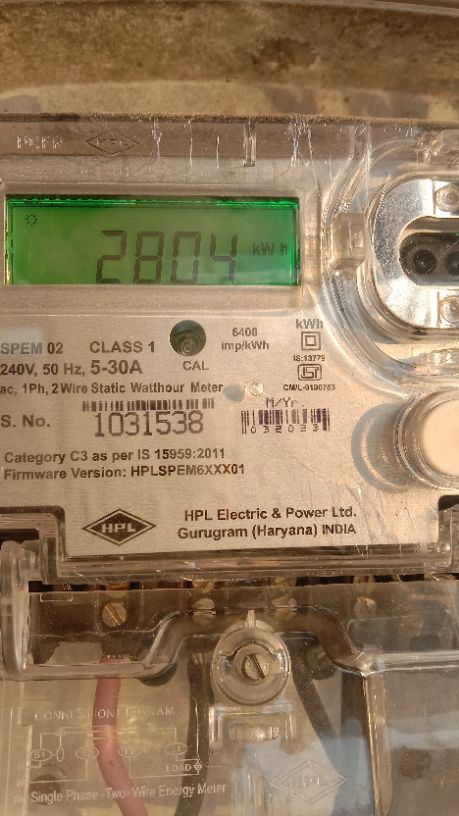 HPL
2804 kWh
6400 imp/kWh
kWh
SPEM 02 CLASS 1
IS:13779
240V, 50 Hz, 5-30A CAL
ac, 1Ph, 2 Wire Static Watthour Meter
M/Yr.
S. No. 1031538
Category C3 as per IS 15959:2011
Firmware Version: HPLSPEM6XXX01
HPL
HPL Electric & Power Ltd.
Gurugram (Haryana) INDIA
LOAD
HPL
Single Phase -Two-Wire Energy Meter